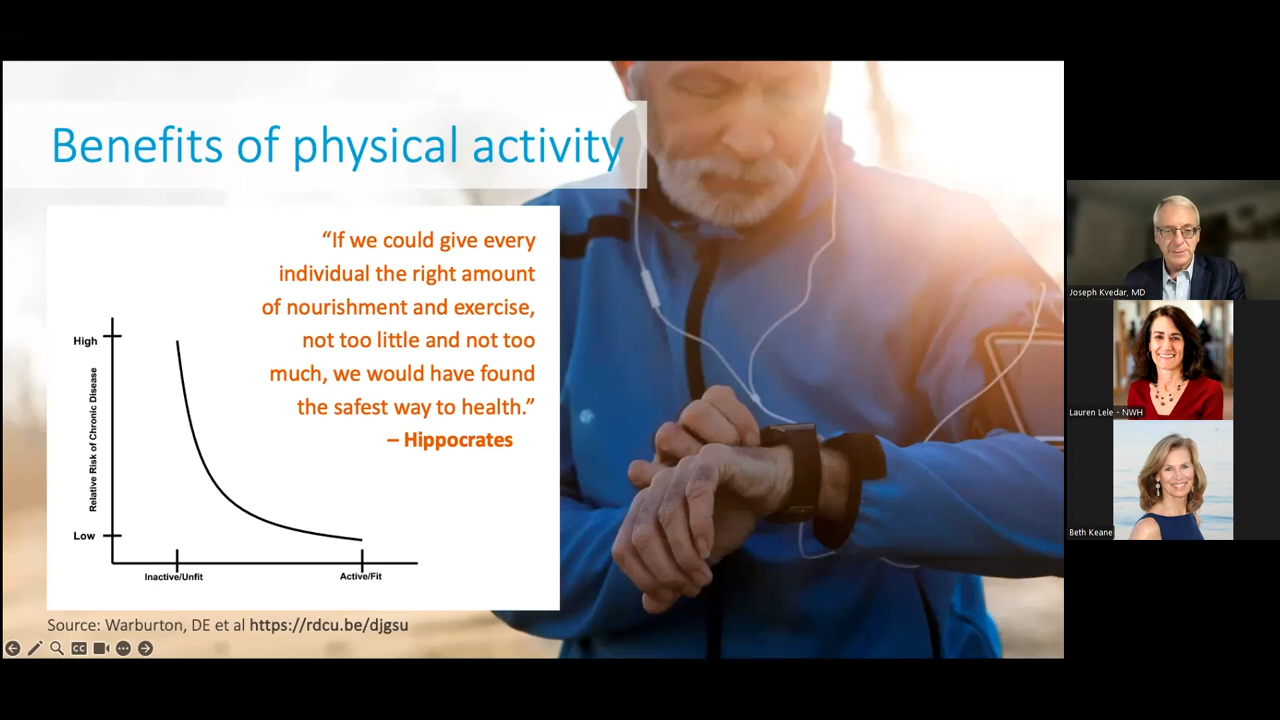 Benefits of physical activity
“If we could give every
individual the right amount
of nourishment and exercise,
not too little and not too
much, we would have found
the safest way to health.”
– Hippocrates
High
Relative Risk of Chronic Disease
Low
Inactive/Unfit
Active/Fit
Source: Warburton, DE et al https://rdcu.be/djgsu
CC
Joseph Kvedar, MD
Lauren Lele - NWH
Beth Keane